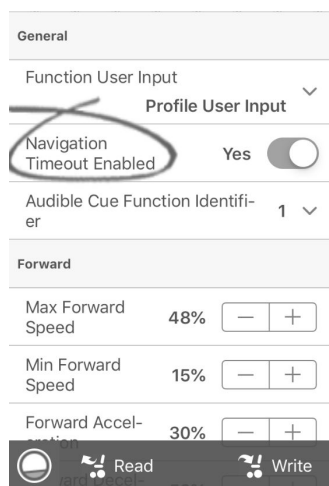 General
Function User Input
Profile User Input
Navigation
Timeout Enabled
Yes
Audible Cue Function Identifi-
er
1
Forward
Max Forward
Speed
48%
Min Forward
Speed
15%
Forward Accel-
eration
30%
Read
Write